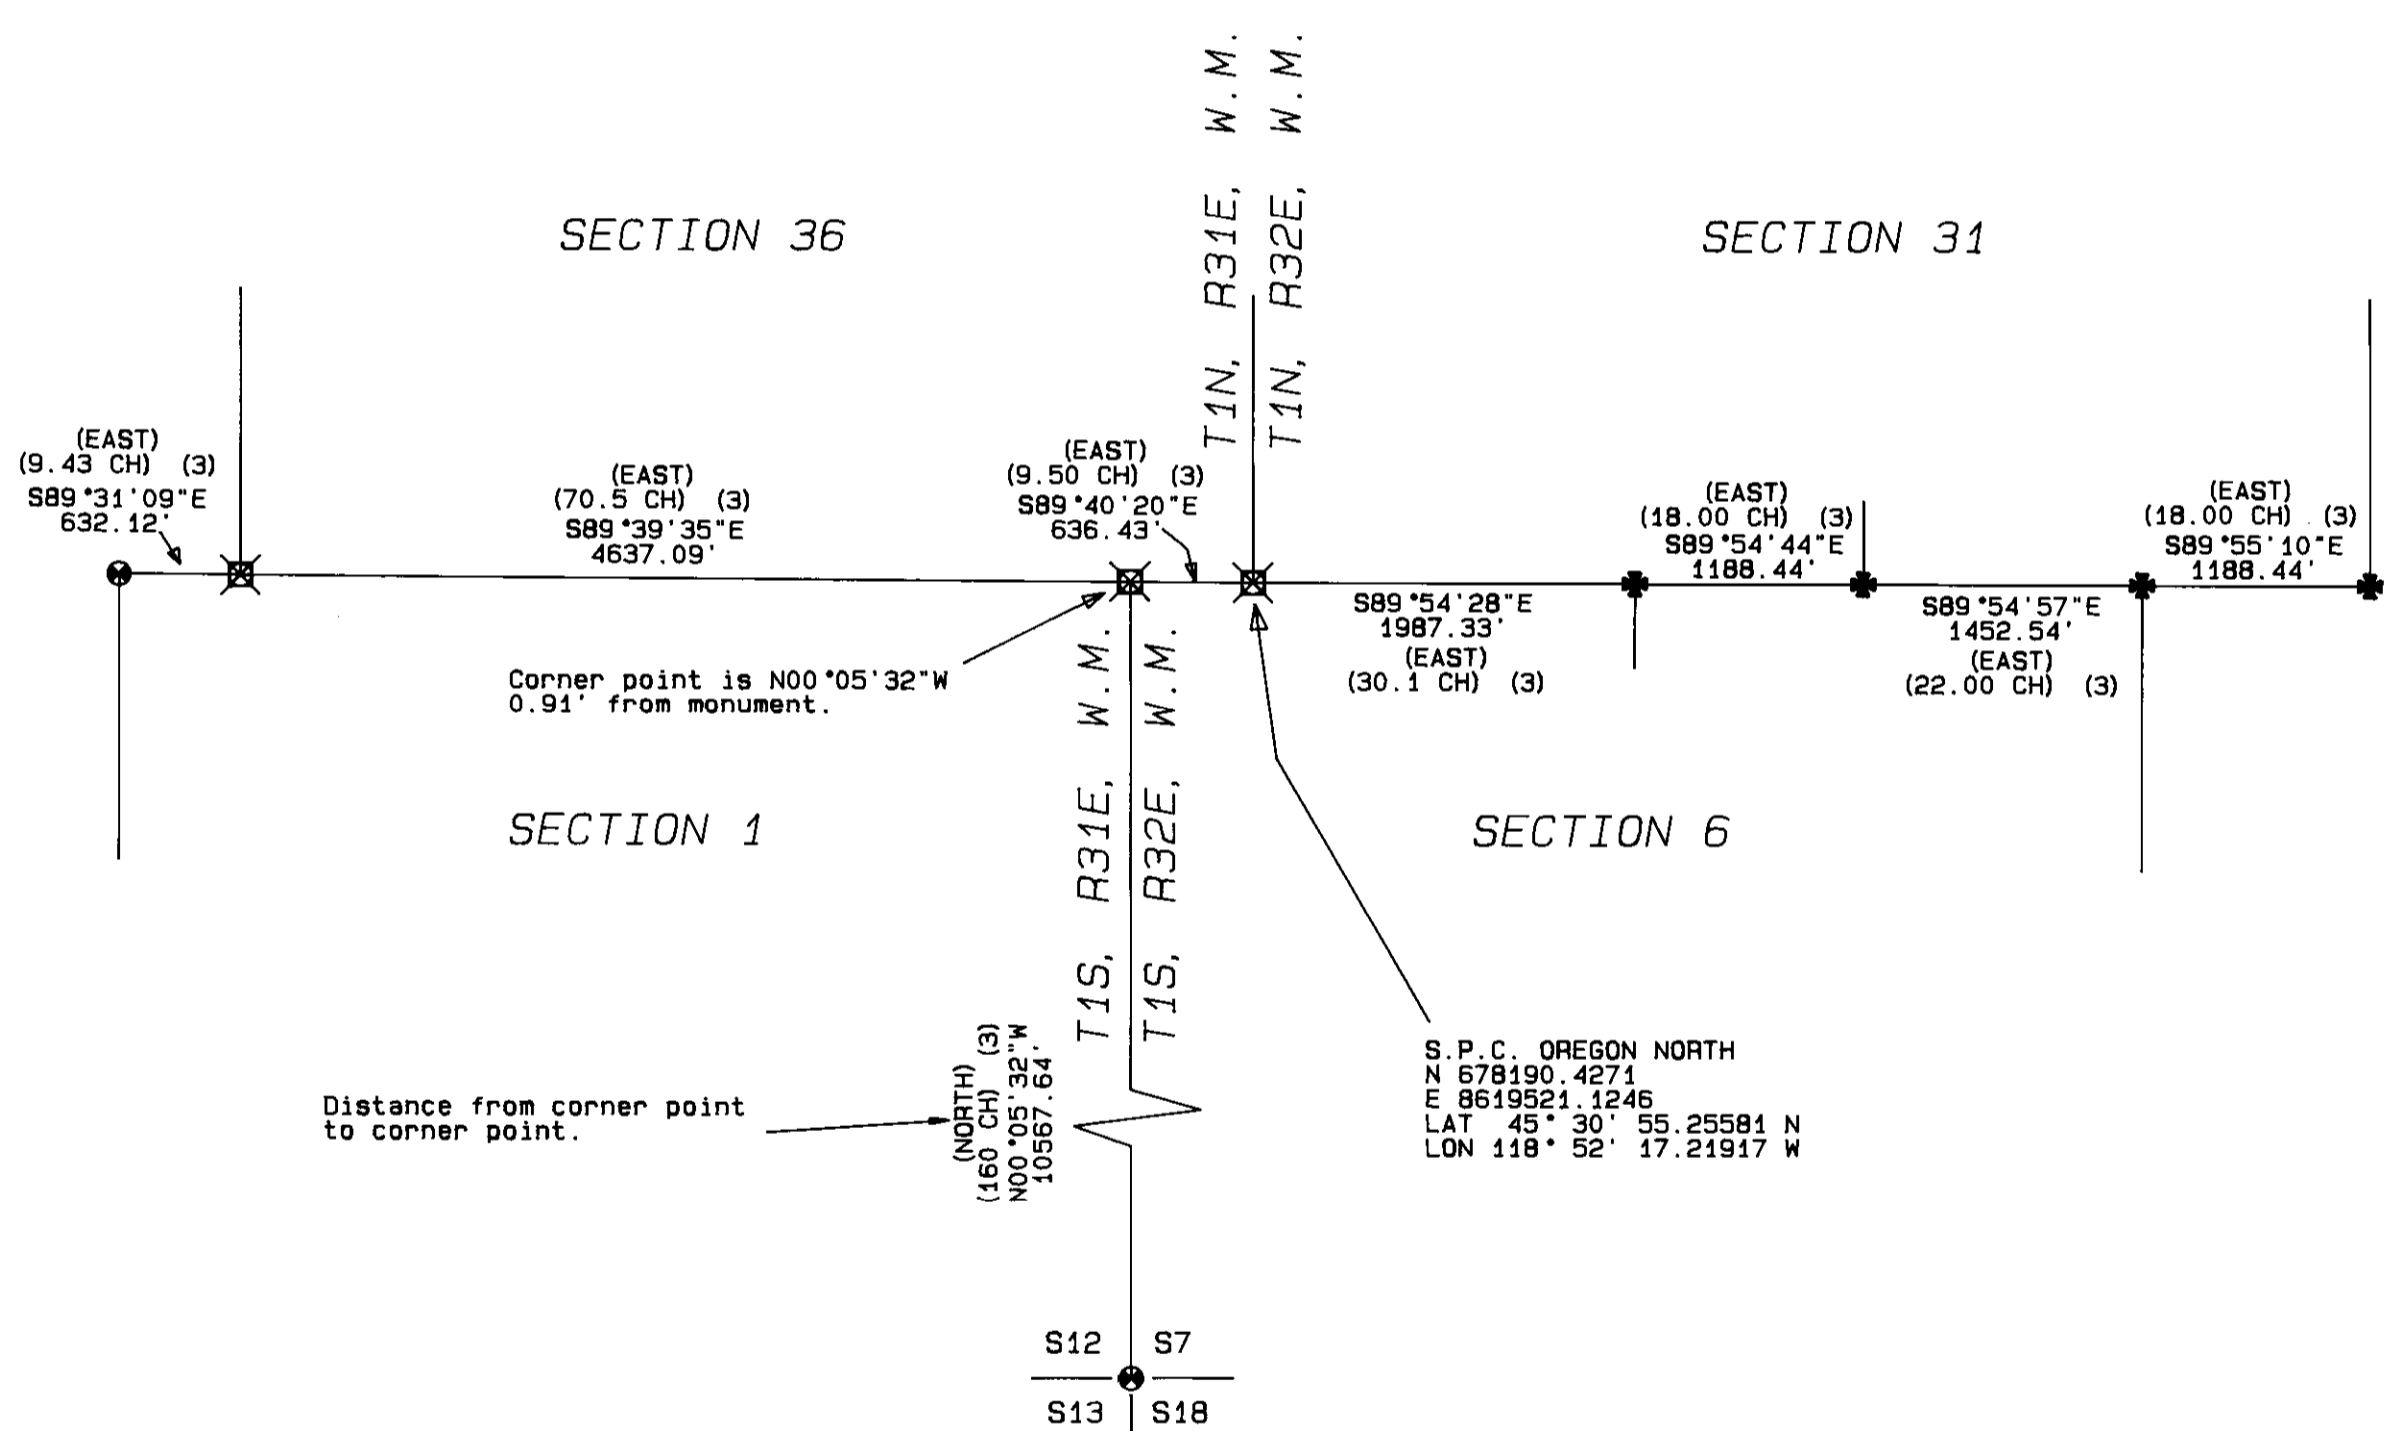 T1N, R31E, W.M.
T1N, R32E, W.M.
SECTION 36
SECTION 31
(EAST)
(9.43 CH) (3)
S89°31'09"E
632.12'
(EAST)
(70.5 CH) (3)
S89°39'35"E
4637.09'
(EAST)
(9.50 CH) (3)
S89°40'20"E
636.43'
(EAST)
(18.00 CH) (3)
S89°54'44"E
1188.44'
(EAST)
(18.00 CH) (3)
S89°55'10"E
1188.44'
S89°54'28"E
1987.33'
(EAST)
(30.1 CH) (3)
S89°54'57"E
1452.54'
(EAST)
(22.00 CH) (3)
Corner point is N00°05'32"W
0.91' from monument.
SECTION 1
T1S, R31E, W.M.
T1S, R32E, W.M.
SECTION 6
Distance from corner point
to corner point.
(NORTH)
(160 CH) (3)
N00°05'32"W
10567.64'
S.P.C. OREGON NORTH
N 678190.4271
E 8619521.1246
LAT 45° 30' 55.25581 N
LON 118° 52' 17.21917 W
S12 S7
S13 S18